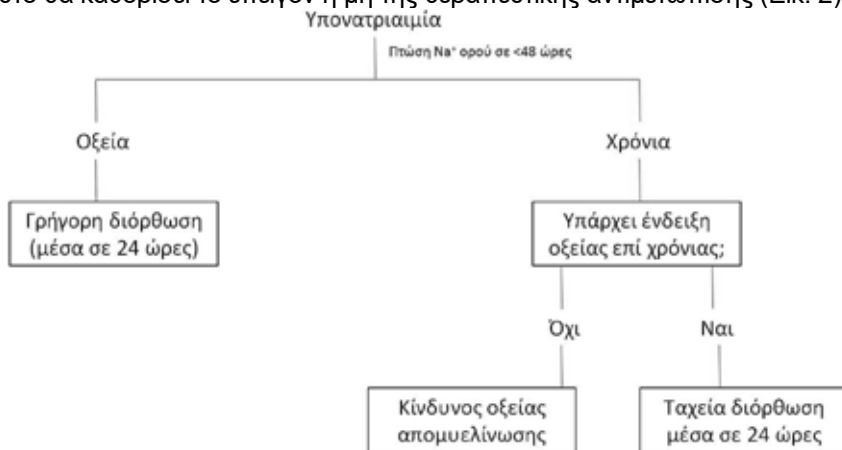 Υπονατριαιμία
Πτώση Na⁺ ορού σε <48 ώρες
Οξεία
Χρόνια
Γρήγορη διόρθωση
(μέσα σε 24 ώρες)
Υπάρχει ένδειξη
οξείας επί χρόνιας;
Όχι
Ναι
Κίνδυνος οξείας
απομυελίνωσης
Ταχεία διόρθωση
μέσα σε 24 ώρες